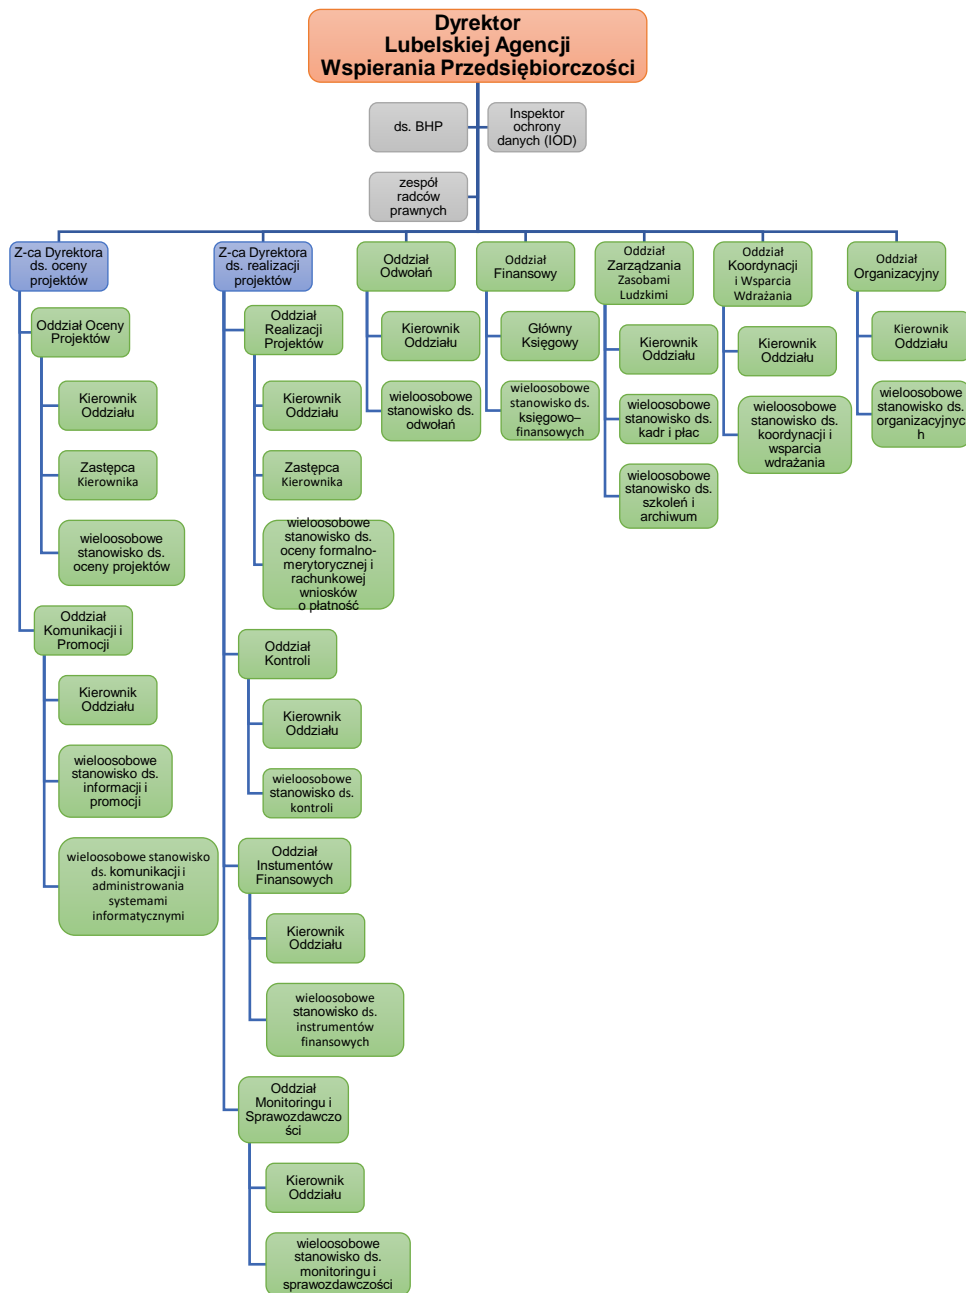 Dyrektor
Lubelskiej Agencji
Wspierania Przedsiębiorczości
ds. BHP
Inspektor
ochrony
danych (IOD)
zespół
radców
prawnych
Z-ca Dyrektora
ds. oceny
projektów
Oddział Oceny
Projektów
Kierownik
Oddziału
Zastępca
Kierownika
wieloosobowe
stanowisko ds.
oceny projektów
Oddział
Komunikacji i
Promocji
Kierownik
Oddziału
wieloosobowe
stanowisko ds.
informacji i
promocji
wieloosobowe stanowisko
ds. komunikacji i
administrowania
systemami
informatycznymi
Z-ca Dyrektora
ds. realizacji
projektów
Oddział
Realizacji
Projektów
Kierownik
Oddziału
Zastępca
Kierownika
wieloosobowe
stanowisko ds.
oceny formalno-
merytorycznej i
rachunkowej
wniosków
o płatność
Oddział
Kontroli
Kierownik
Oddziału
wieloosobowe
stanowisko ds.
kontroli
Oddział
Instumentów
Finansowych
Kierownik
Oddziału
wieloosobowe
stanowisko ds.
instrumentów
finansowych
Oddział
Monitoringu i
Sprawozdawczo
ści
Kierownik
Oddziału
wieloosobowe
stanowisko ds.
monitoringu i
sprawozdawczości
Oddział
Odwołań
Kierownik
Oddziału
wieloosobowe
stanowisko ds.
odwołań
Oddział
Finansowy
Główny
Księgowy
wieloosobowe
stanowisko ds.
księgowo–
finansowych
Oddział
Zarządzania
Zasobami
Ludzkimi
Kierownik
Oddziału
wieloosobowe
stanowisko ds.
kadr i płac
wieloosobowe
stanowisko ds.
szkoleń i
archiwum
Oddział
Koordynacji
i Wsparcia
Wdrażania
Kierownik
Oddziału
wieloosobowe
stanowisko ds.
koordynacji i
wsparcia
wdrażania
Oddział
Organizacyjny
Kierownik
Oddziału
wieloosobowe
stanowisko ds.
organizacyjnyc
h